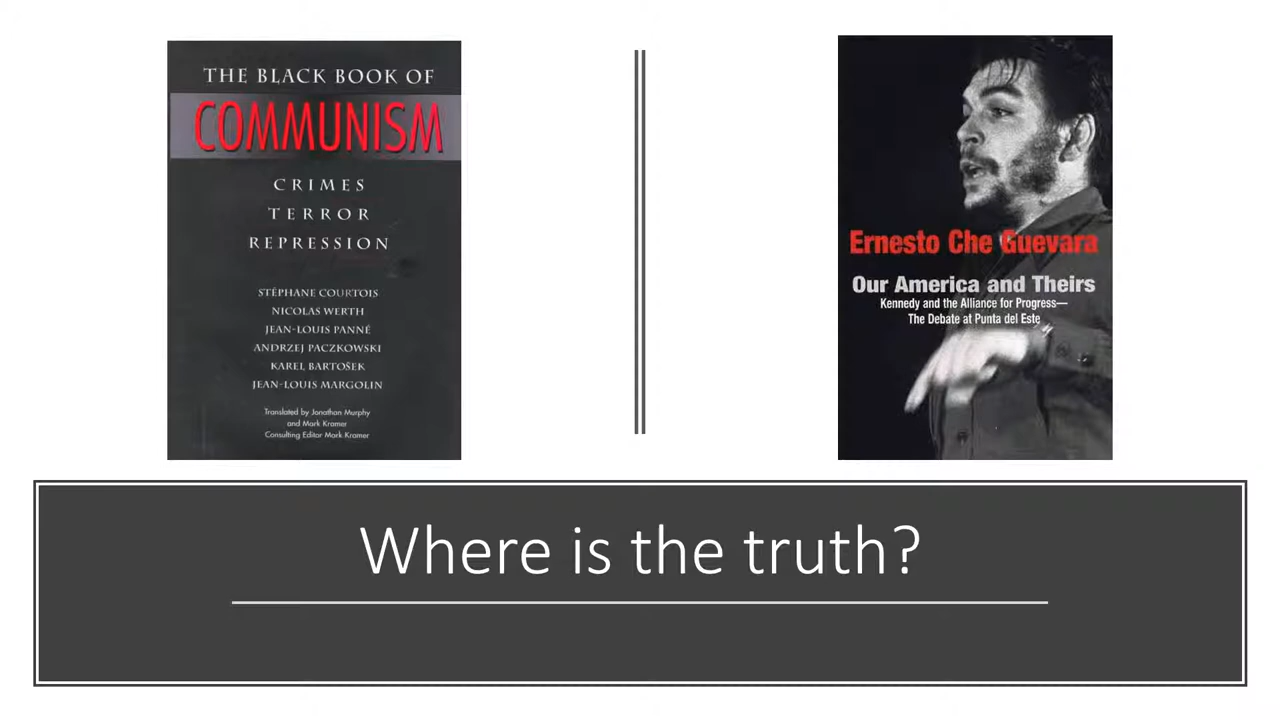 THE BLACK BOOK OF
COMMUNISM
CRIMES
TERROR
REPRESSION
STÉPHANE COURTOIS
NICOLAS WERTH
JEAN-LOUIS PANNÉ
ANDRZEJ PACZKOWSKI
KAREL BARTOŠEK
JEAN-LOUIS MARGOLIN
Translated by Jonathan Murphy
and Mark Kramer
Consulting Editor Mark Kramer
Ernesto Che Guevara
Our America and Theirs
Kennedy and the Alliance for Progress—
The Debate at Punta del Este
Where is the truth?